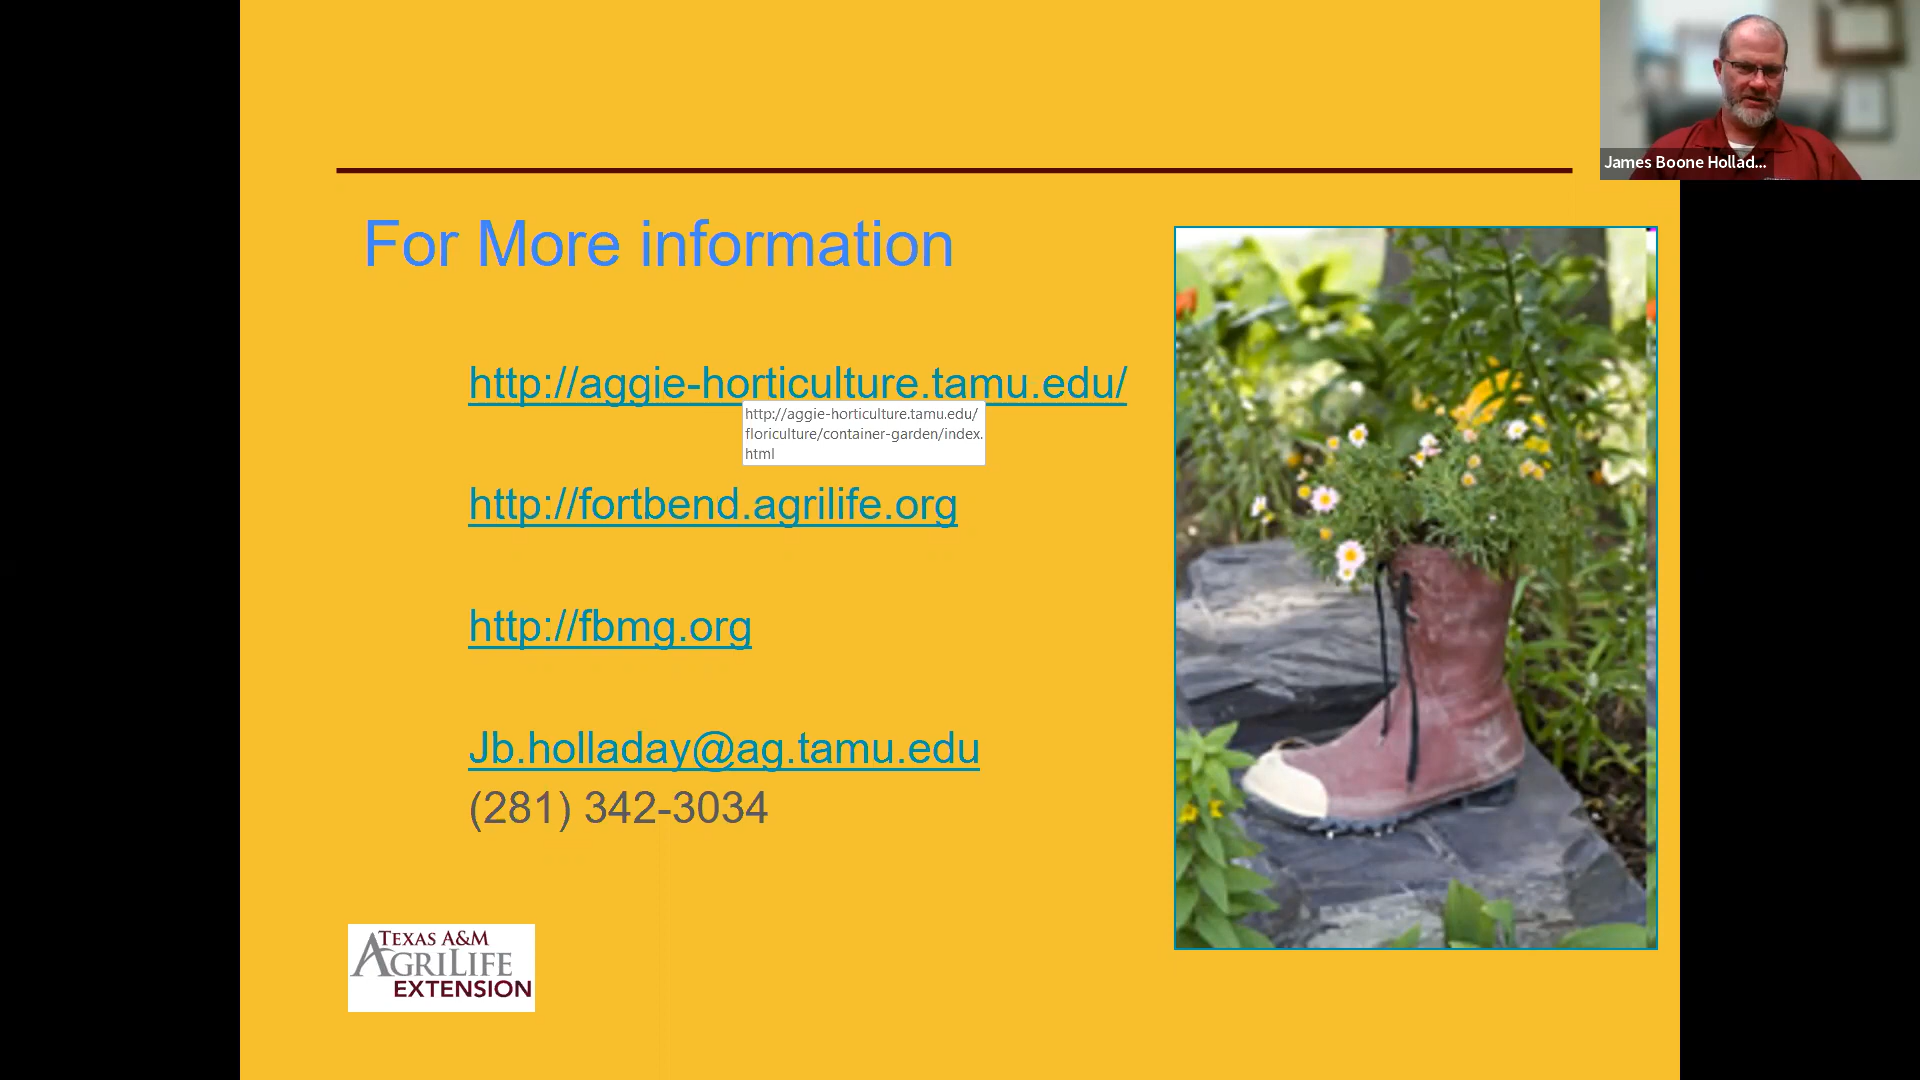 James Boone Hollad...
For More information
http://aggie-horticulture.tamu.edu/
http://aggie-horticulture.tamu.edu/
floriculture/container-garden/index.
html
http://fortbend.agrilife.org
http://fbmg.org
Jb.holladay@ag.tamu.edu
(281) 342-3034
TEXAS A&M
AGRILIFE
EXTENSION